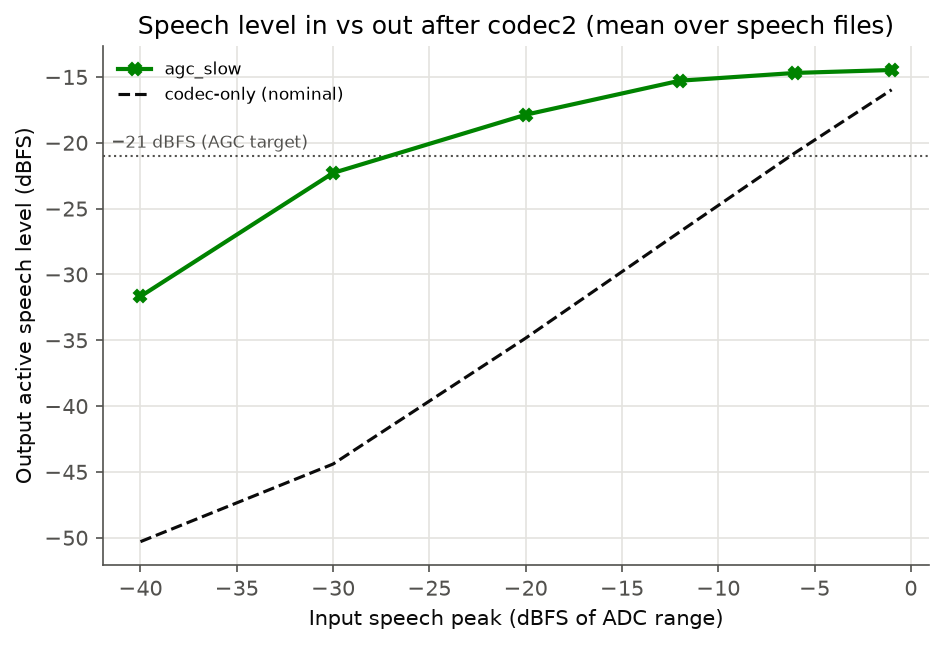 Speech level in vs out after codec2 (mean over speech files)
agc_slow
codec-only (nominal)
−21 dBFS (AGC target)
Output active speech level (dBFS)
−15
−20
−25
−30
−35
−40
−45
−50
−40 −35 −30 −25 −20 −15 −10 −5 0
Input speech peak (dBFS of ADC range)